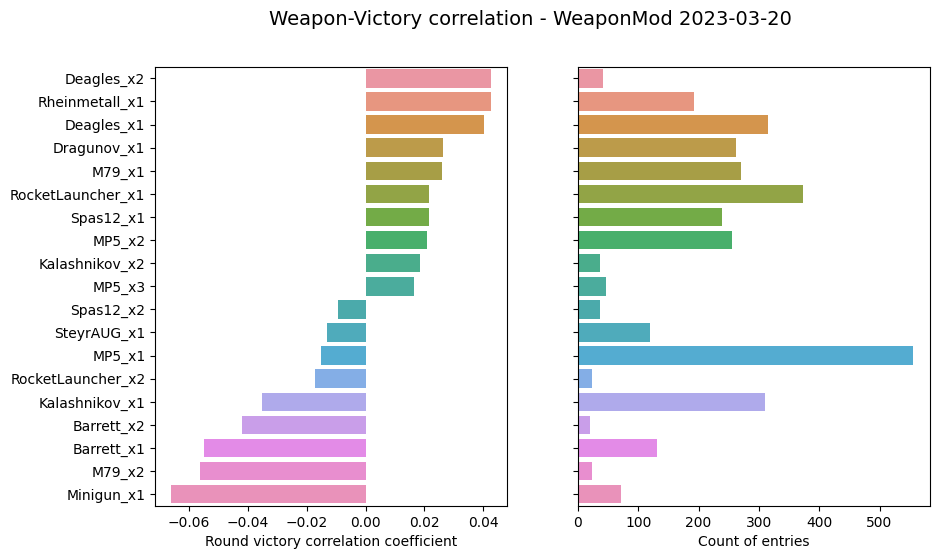 Weapon-Victory correlation - WeaponMod 2023-03-20
Deagles_x2
Rheinmetall_x1
Deagles_x1
Dragunov_x1
M79_x1
RocketLauncher_x1
Spas12_x1
MP5_x2
Kalashnikov_x2
MP5_x3
Spas12_x2
SteyrAUG_x1
MP5_x1
RocketLauncher_x2
Kalashnikov_x1
Barrett_x2
Barrett_x1
M79_x2
Minigun_x1
−0.06 −0.04 −0.02 0.00 0.02 0.04
Round victory correlation coefficient
0 100 200 300 400 500
Count of entries